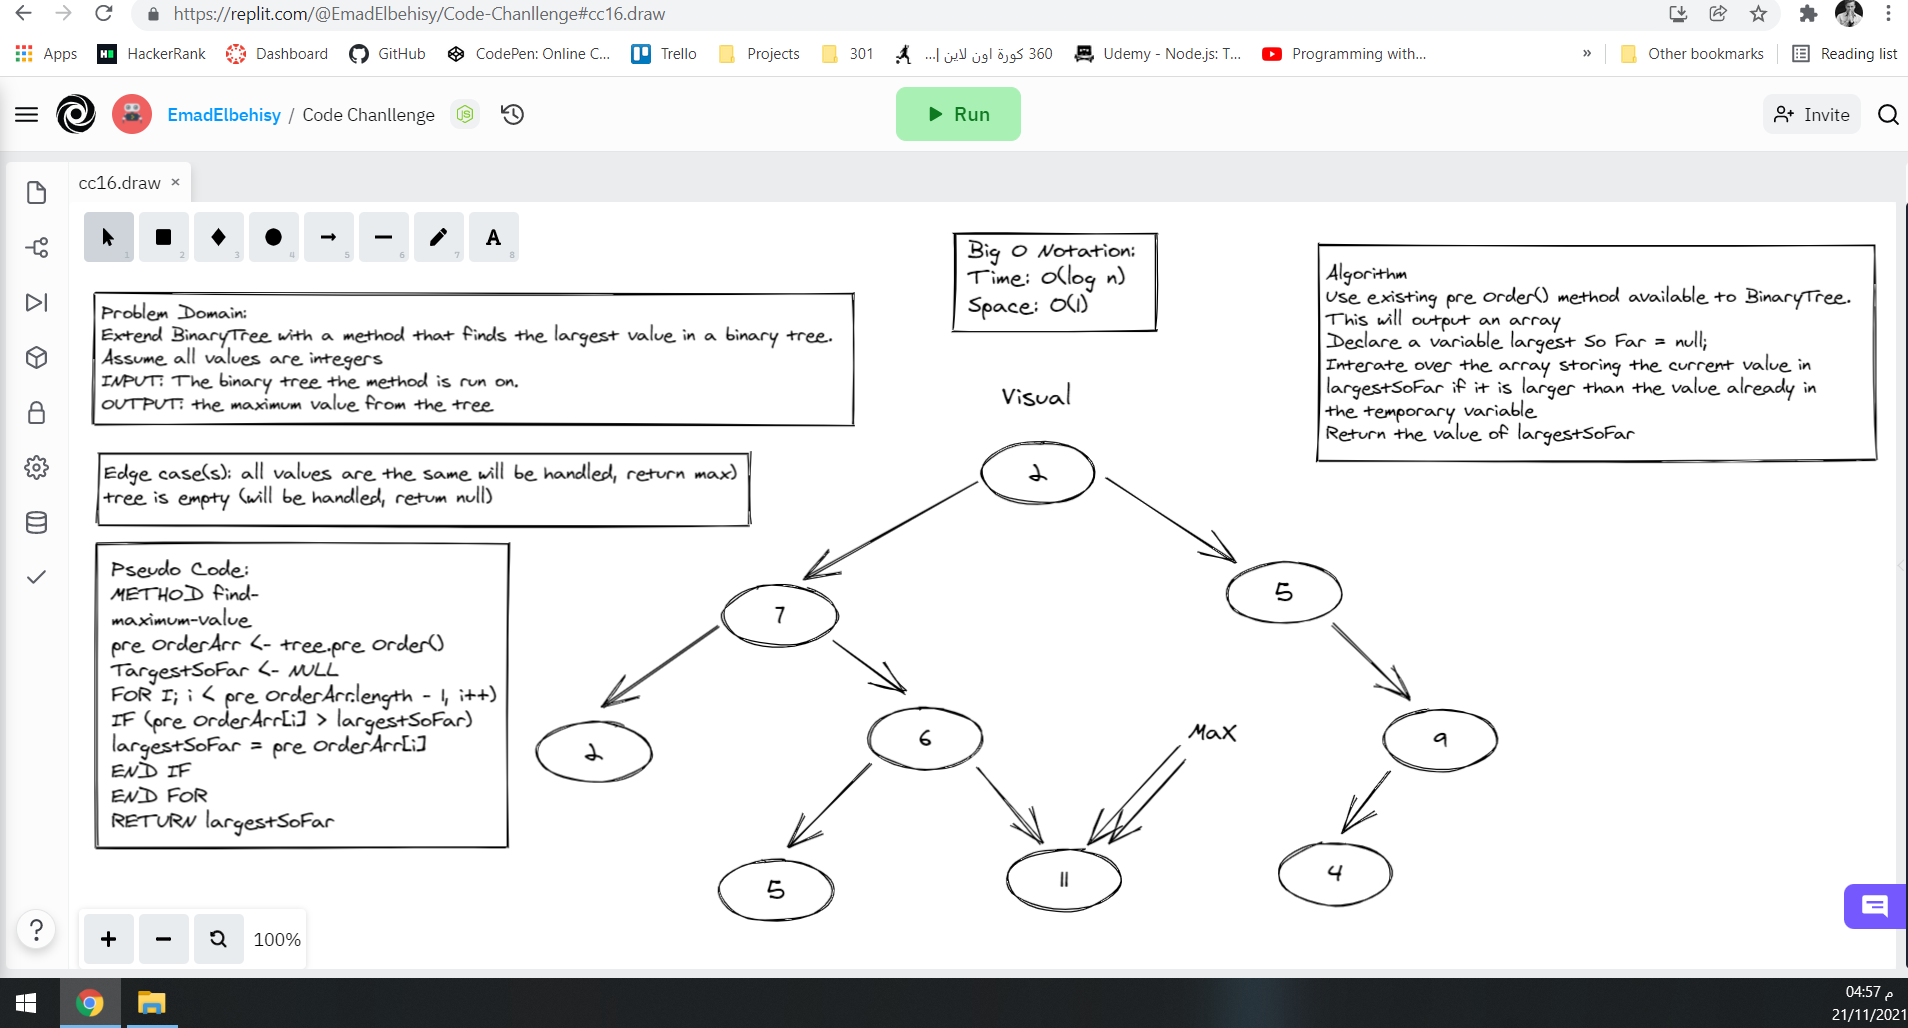 https://replit.com/@EmadElbehisy/Code-Chanllenge#cc16.draw
Apps
HackerRank
Dashboard
GitHub
CodePen: Online C...
Trello
Projects
301
360 كورة اون لاين |...
Udemy - Node.js: T...
Programming with...
»
Other bookmarks
Reading list
EmadElbehisy / Code Chanllenge
Run
Invite
cc16.draw ×
1
2
3
4
5
6
A 8
7
Big O Notation:
Time: O(log n)
Space: O(1)
Algorithm
Use existing pre Order() method available to BinaryTree.
This will output an array
Declare a variable largest So Far = null;
Interate over the array storing the current value in
largestSoFar if it is larger than the value already in
the temporary variable
Return the value of largestSoFar
Problem Domain:
Extend BinaryTree with a method that finds the largest value in a binary tree.
Assume all values are integers
INPUT: The binary tree the method is run on.
OUTPUT: the maximum value from the tree
Edge case(s): all values are the same will be handled, return max)
tree is empty (will be handled, retum null)
Pseudo Code:
METHOD find-
maximum-value
pre OrderArr <- tree.pre Order()
TargestSoFar <- NULL
FOR I; i < pre OrderArr.length - 1, i++)
IF (pre OrderArr[i] > largestSoFar)
largestSoFar = pre OrderArr[i]
END IF
END FOR
RETURN largestSoFar
Visual
2
7
5
2
6
Max
9
5
11
4
?
100%
04:57 م
21/11/2021